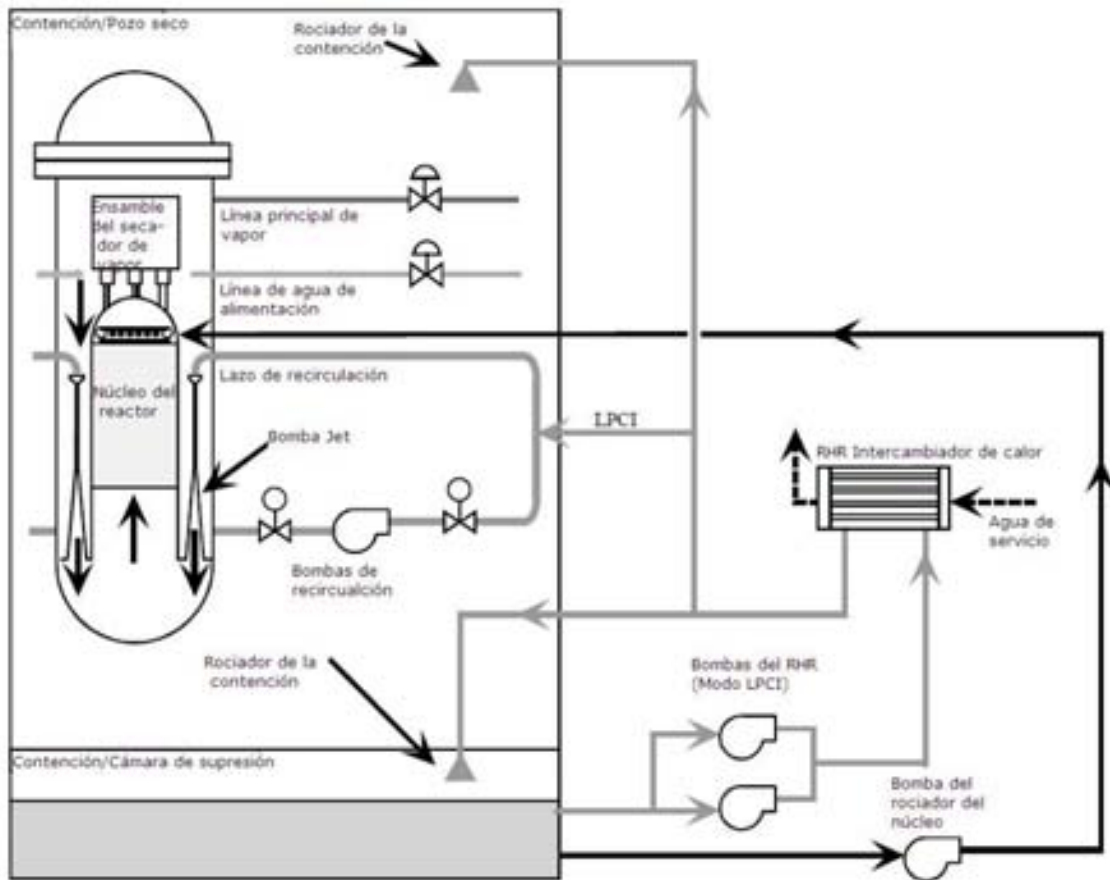 Contención/Pozo seco
Rociador de la
contención
Ensamble
del seca-
dor de
vapor
Línea principal de
vapor
Línea de agua de
alimentación
Lazo de recirculación
Núcleo del
reactor
Bomba Jet
LPCI
RHR Intercambiador de calor
Agua de
servicio
Bombas de
recircualción
Rociador de la
contención
Bombas del RHR
(Modo LPCI)
Contención/Cámara de supresión
Bomba del
rociador del
núcleo